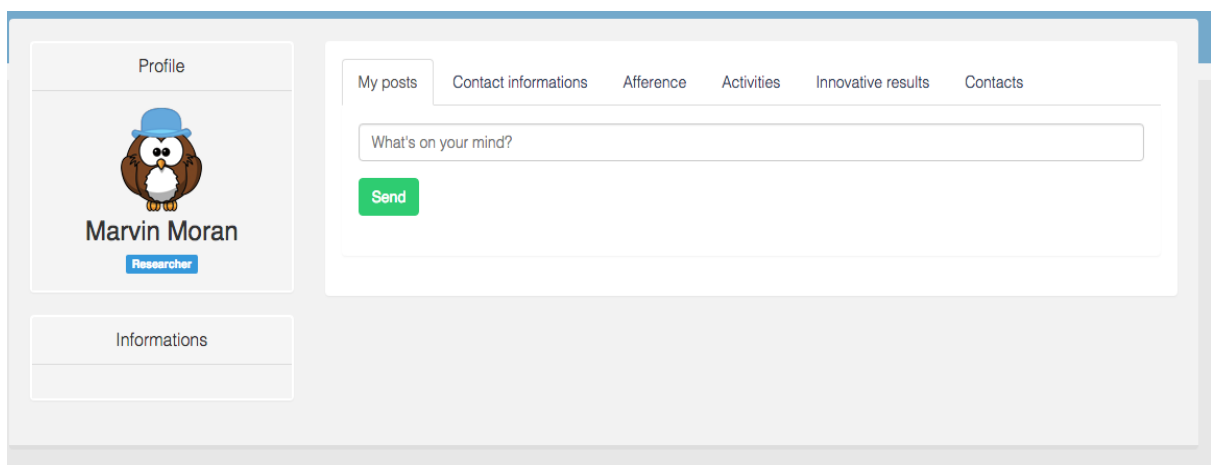 Profile
Marvin Moran
Researcher
Informations
My posts Contact informations Afference Activities Innovative results Contacts
What's on your mind?
Send